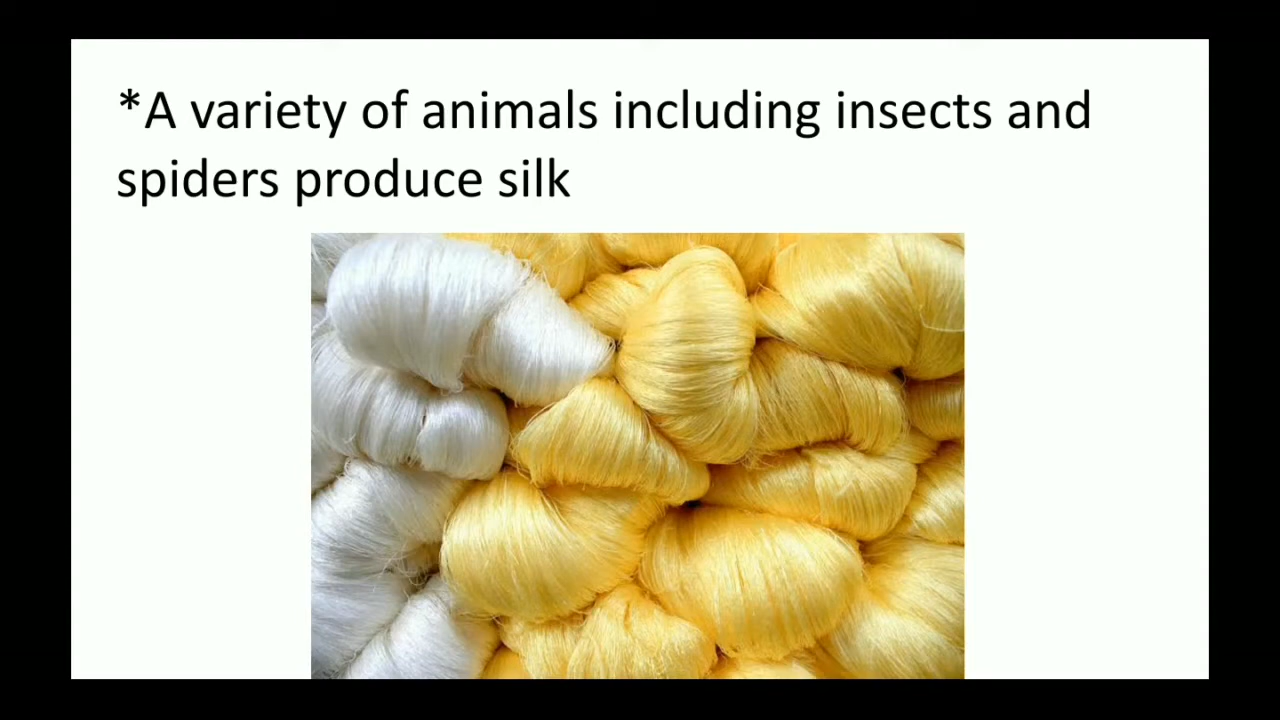 *A variety of animals including insects and
spiders produce silk